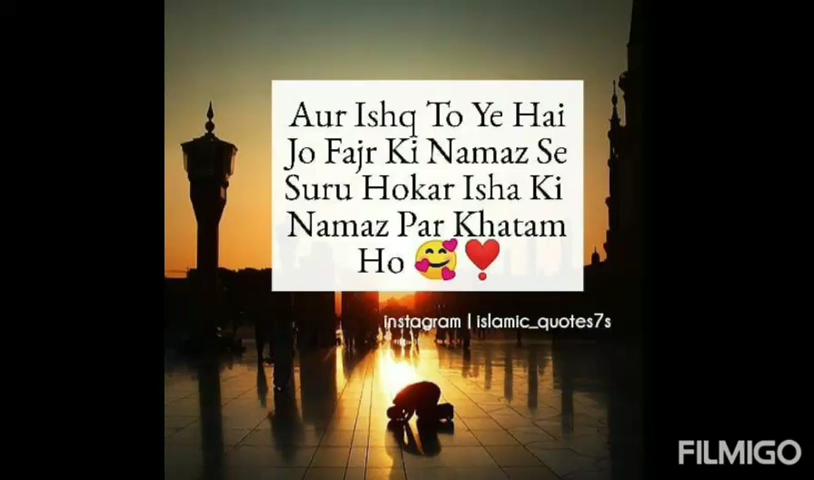 Aur Ishq To Ye Hai
Jo Fajr Ki Namaz Se
Suru Hokar Isha Ki
Namaz Par Khatam
Ho 🥰❣️
instagram | islamic_quotes7s
FILMIGO